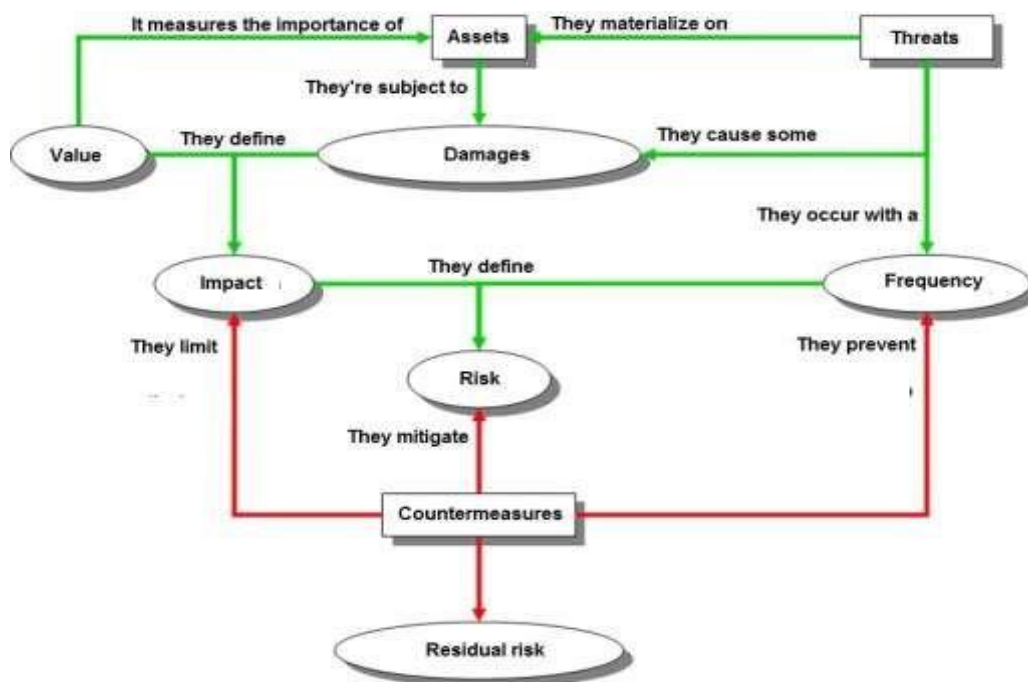 It measures the importance of
Assets
They materialize on
Threats
They're subject to
They define
Value
Damages
They cause some
They occur with a
Impact
They define
Frequency
They limit
They prevent
Risk
They mitigate
Countermeasures
Residual risk